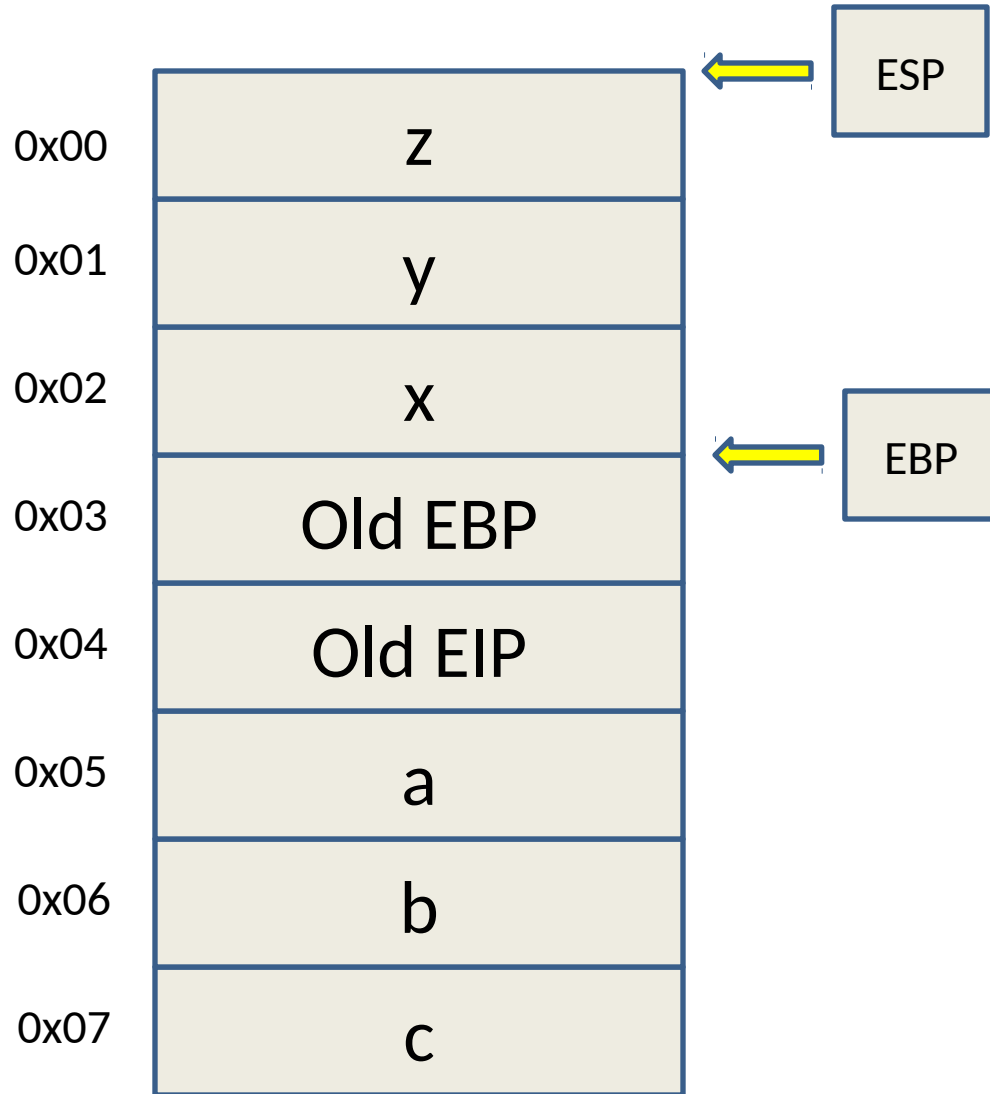 ESP
0x00 z
0x01 y
0x02 x
EBP
0x03 Old EBP
0x04 Old EIP
0x05 a
0x06 b
0x07 c